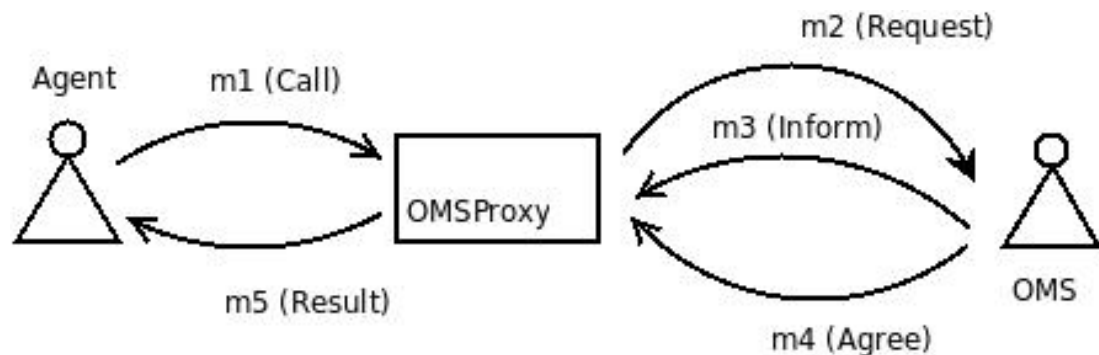 m2 (Request)
Agent
m1 (Call)
m3 (Inform)
OMSProxy
OMS
m5 (Result)
m4 (Agree)